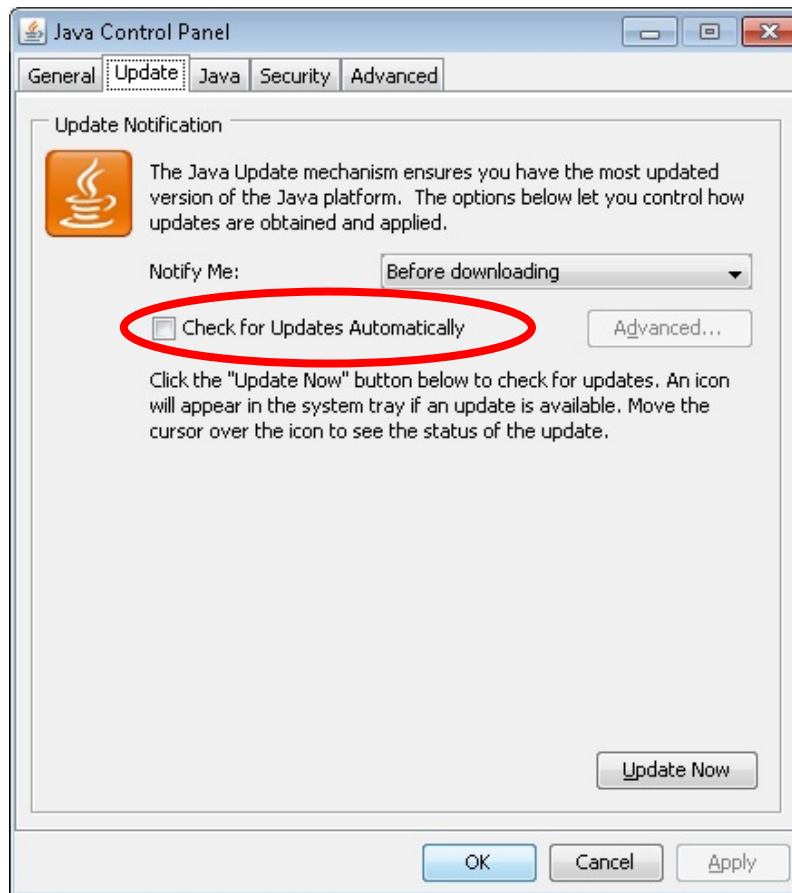 Java Control Panel
General Update Java Security Advanced
Update Notification
The Java Update mechanism ensures you have the most updated
version of the Java platform. The options below let you control how
updates are obtained and applied.
Notify Me: Before downloading
Check for Updates Automatically Advanced...
Click the "Update Now" button below to check for updates. An icon
will appear in the system tray if an update is available. Move the
cursor over the icon to see the status of the update.
Update Now
OK Cancel Apply